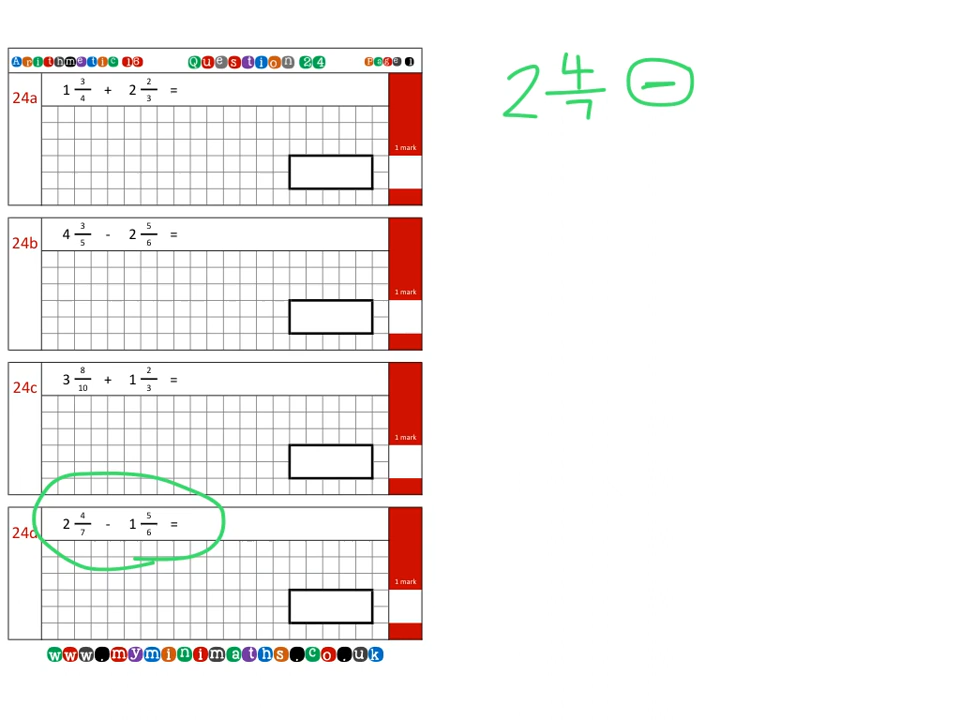 Arithmetic 16 Question 24 Page 1
24a 1 3/4 + 2 2/3 =
1 mark
24b 4 3/5 - 2 5/6 =
1 mark
24c 3 8/10 + 1 2/3 =
1 mark
24d 2 4/7 - 1 5/6 =
1 mark
www.myminimaths.co.uk
2 4/7 -